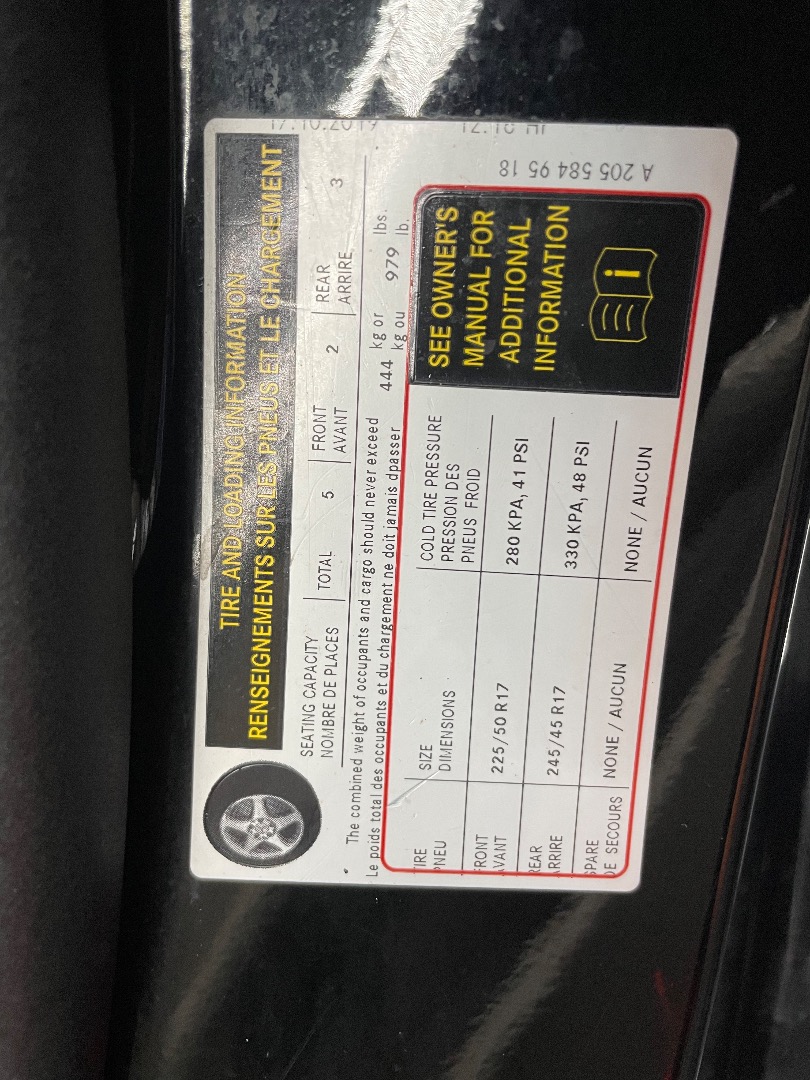 TIRE AND LOADING INFORMATION
RENSEIGNEMENTS SUR LES PNEUS ET LE CHARGEMENT
SEATING CAPACITY TOTAL 5 FRONT 2 REAR 3
NOMBRE DE PLACES AVANT ARRIRE
The combined weight of occupants and cargo should never exceed 444 kg or 979 lbs.
Le poids total des occupants et du chargement ne doit jamais dpasser kg ou lb.
IRE SIZE COLD TIRE PRESSURE
PNEU DIMENSIONS PRESSION DES
PNEUS FROID
FRONT 225/50 R17 280 KPA, 41 PSI
AVANT
REAR 245/45 R17 330 KPA, 48 PSI
ARRIRE
SPARE NONE / AUCUN NONE / AUCUN
DE SECOURS
SEE OWNER'S
MANUAL FOR
ADDITIONAL
INFORMATION
i
A 205 584 95 18